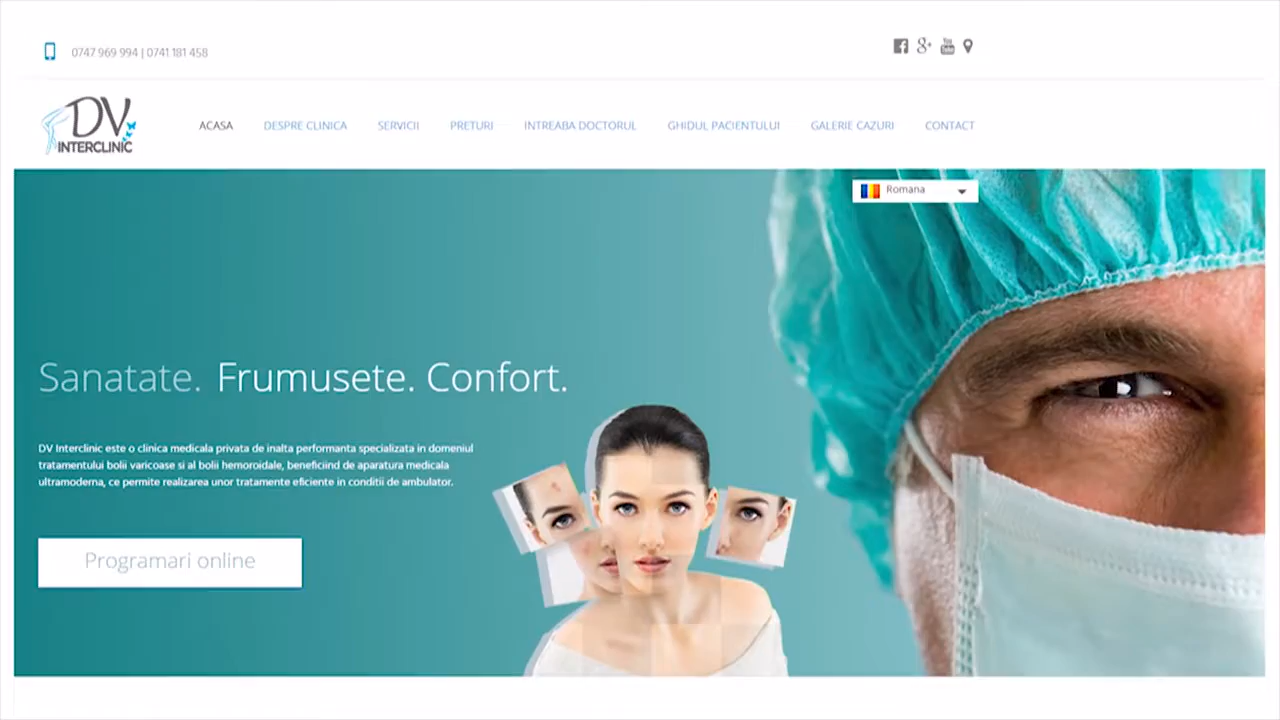 0747 969 994 | 0741 181 458
You
Tube
DV
INTERCLINIC
ACASA DESPRE CLINICA SERVICII PRETURI INTREABA DOCTORUL GHIDUL PACIENTULUI GALERIE CAZURI CONTACT
Romana
Sanatate. Frumusete. Confort.
DV Interclinic este o clinica medicala privata de inalta performanta specializata in domeniul
tratamentului bolii varicoase si al bolii hemoroidale, beneficiind de aparatura medicala
ultramoderna, ce permite realizarea unor tratamente eficiente in conditii de ambulator.
Programari online